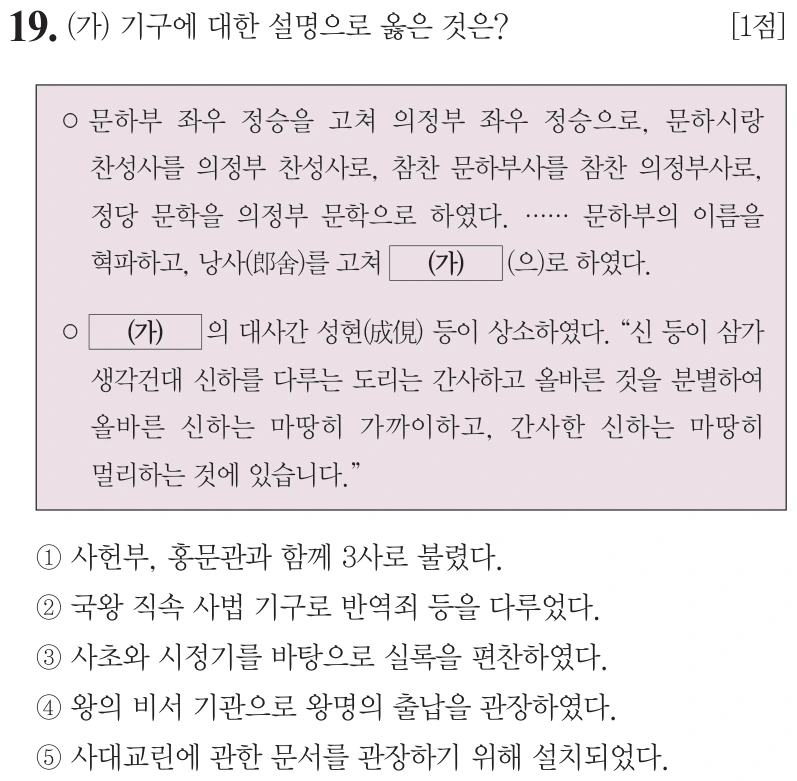 19. (가) 기구에 대한 설명으로 옳은 것은? [1점]
○ 문하부 좌우 정승을 고쳐 의정부 좌우 정승으로, 문하시랑
찬성사를 의정부 찬성사로, 참찬 문하부사를 참찬 의정부사로,
정당 문학을 의정부 문학으로 하였다. …… 문하부의 이름을
혁파하고, 낭사(郎舍)를 고쳐 (가) (으)로 하였다.
○ (가) 의 대사간 성현(成俔) 등이 상소하였다. “신 등이 삼가
생각건대 신하를 다루는 도리는 간사하고 올바른 것을 분별하여
올바른 신하는 마땅히 가까이하고, 간사한 신하는 마땅히
멀리하는 것에 있습니다.”
① 사헌부, 홍문관과 함께 3사로 불렸다.
② 국왕 직속 사법 기구로 반역죄 등을 다루었다.
③ 사초와 시정기를 바탕으로 실록을 편찬하였다.
④ 왕의 비서 기관으로 왕명의 출납을 관장하였다.
⑤ 사대교린에 관한 문서를 관장하기 위해 설치되었다.